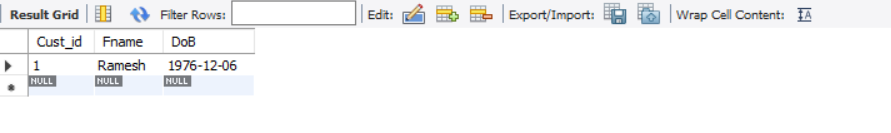 Result Grid Filter Rows: Edit: Export/Import: Wrap Cell Content: IA
Cust_id Fname DoB
1 Ramesh 1976-12-06
NULL NULL NULL